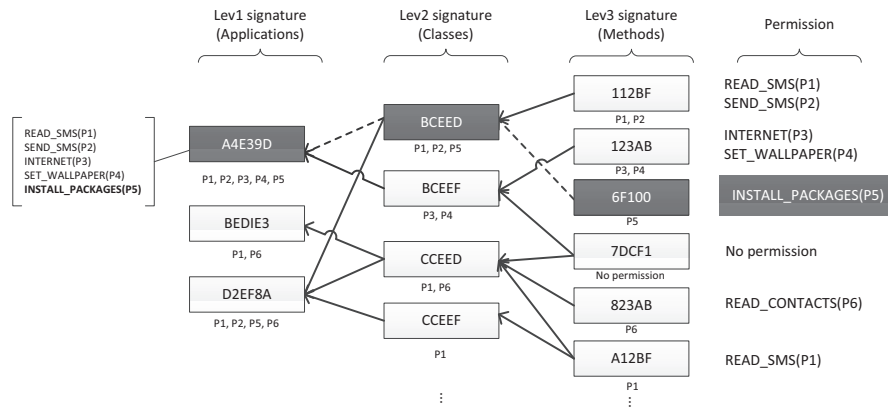 Lev1 signature
(Applications)
Lev2 signature
(Classes)
Lev3 signature
(Methods)
Permission
READ_SMS(P1)
SEND_SMS(P2)
INTERNET(P3)
SET_WALLPAPER(P4)
INSTALL_PACKAGES(P5)
A4E39D
P1, P2, P3, P4, P5
BEDIE3
P1, P6
D2EF8A
P1, P2, P5, P6
BCEED
P1, P2, P5
BCEEF
P3, P4
CCEED
P1, P6
CCEEF
P1
⋮
112BF
P1, P2
123AB
P3, P4
6F100
P5
7DCF1
No permission
823AB
P6
A12BF
P1
⋮
READ_SMS(P1)
SEND_SMS(P2)
INTERNET(P3)
SET_WALLPAPER(P4)
INSTALL_PACKAGES(P5)
No permission
READ_CONTACTS(P6)
READ_SMS(P1)